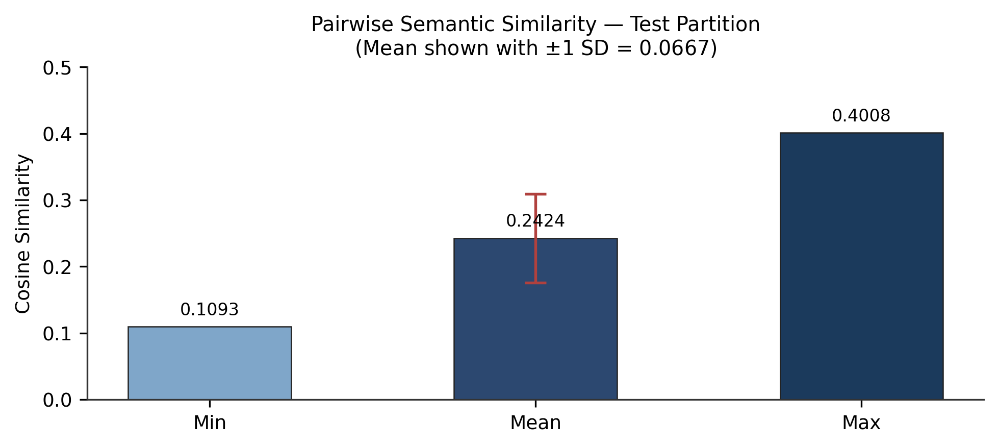 Pairwise Semantic Similarity — Test Partition
(Mean shown with ±1 SD = 0.0667)
0.5
0.4
0.3
0.2
0.1
0.0
Cosine Similarity
0.1093
0.2424
0.4008
Min
Mean
Max